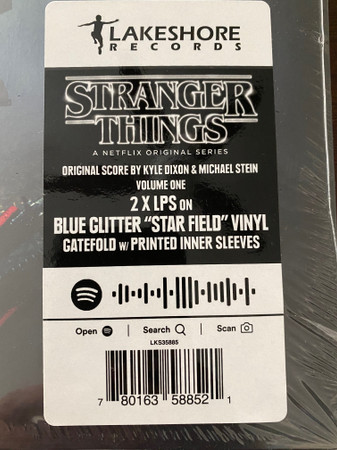 LAKESHORE
RECORDS
STRANGER
THINGS
A NETFLIX ORIGINAL SERIES
ORIGINAL SCORE BY KYLE DIXON & MICHAEL STEIN
VOLUME ONE
2 X LPS ON
BLUE GLITTER “STAR FIELD” VINYL
GATEFOLD W/ PRINTED INNER SLEEVES
Open | Search | Scan
LKS35885
7 80163 58852 1